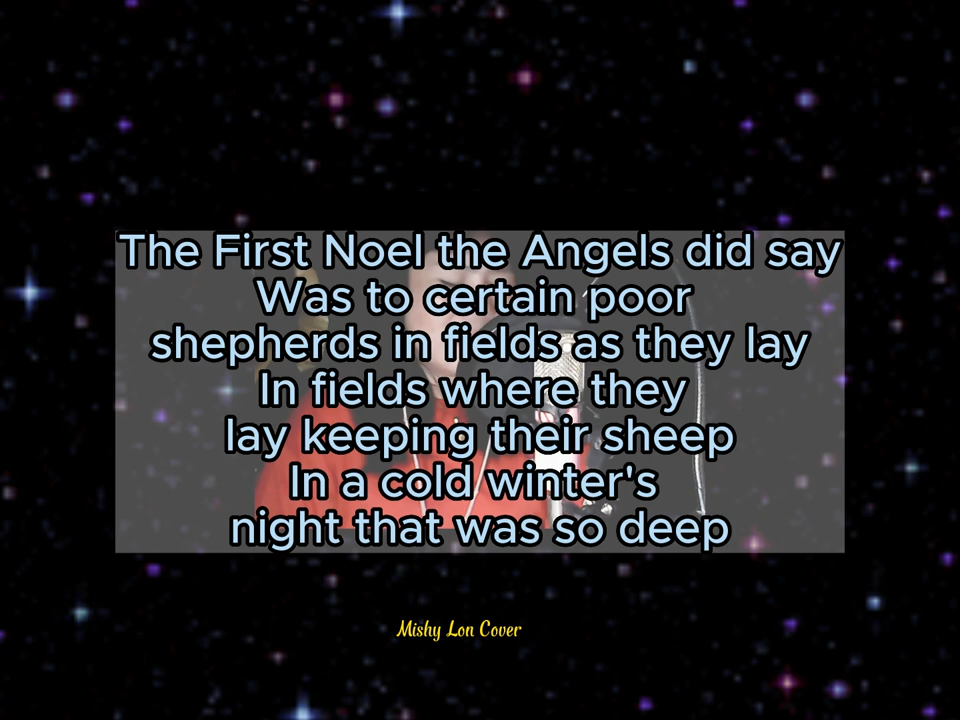 The First Noel the Angels did say
Was to certain poor
shepherds in fields as they lay
In fields where they
lay keeping their sheep
In a cold winter's
night that was so deep
Mishy Lon Cover